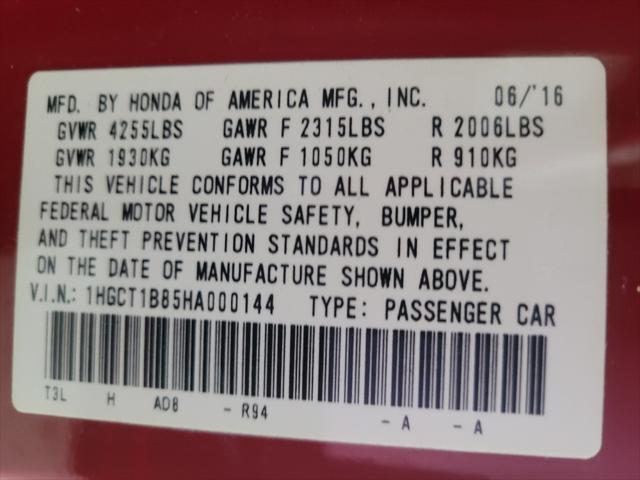 MFD. BY HONDA OF AMERICA MFG., INC. 06/'16
GVWR 4255LBS GAWR F 2315LBS R 2006LBS
GVWR 1930KG GAWR F 1050KG R 910KG
THIS VEHICLE CONFORMS TO ALL APPLICABLE
FEDERAL MOTOR VEHICLE SAFETY, BUMPER,
AND THEFT PREVENTION STANDARDS IN EFFECT
ON THE DATE OF MANUFACTURE SHOWN ABOVE.
V.I.N.: 1HGCT1B85HA000144 TYPE: PASSENGER CAR
T3L H AD8 - R94 - A - A